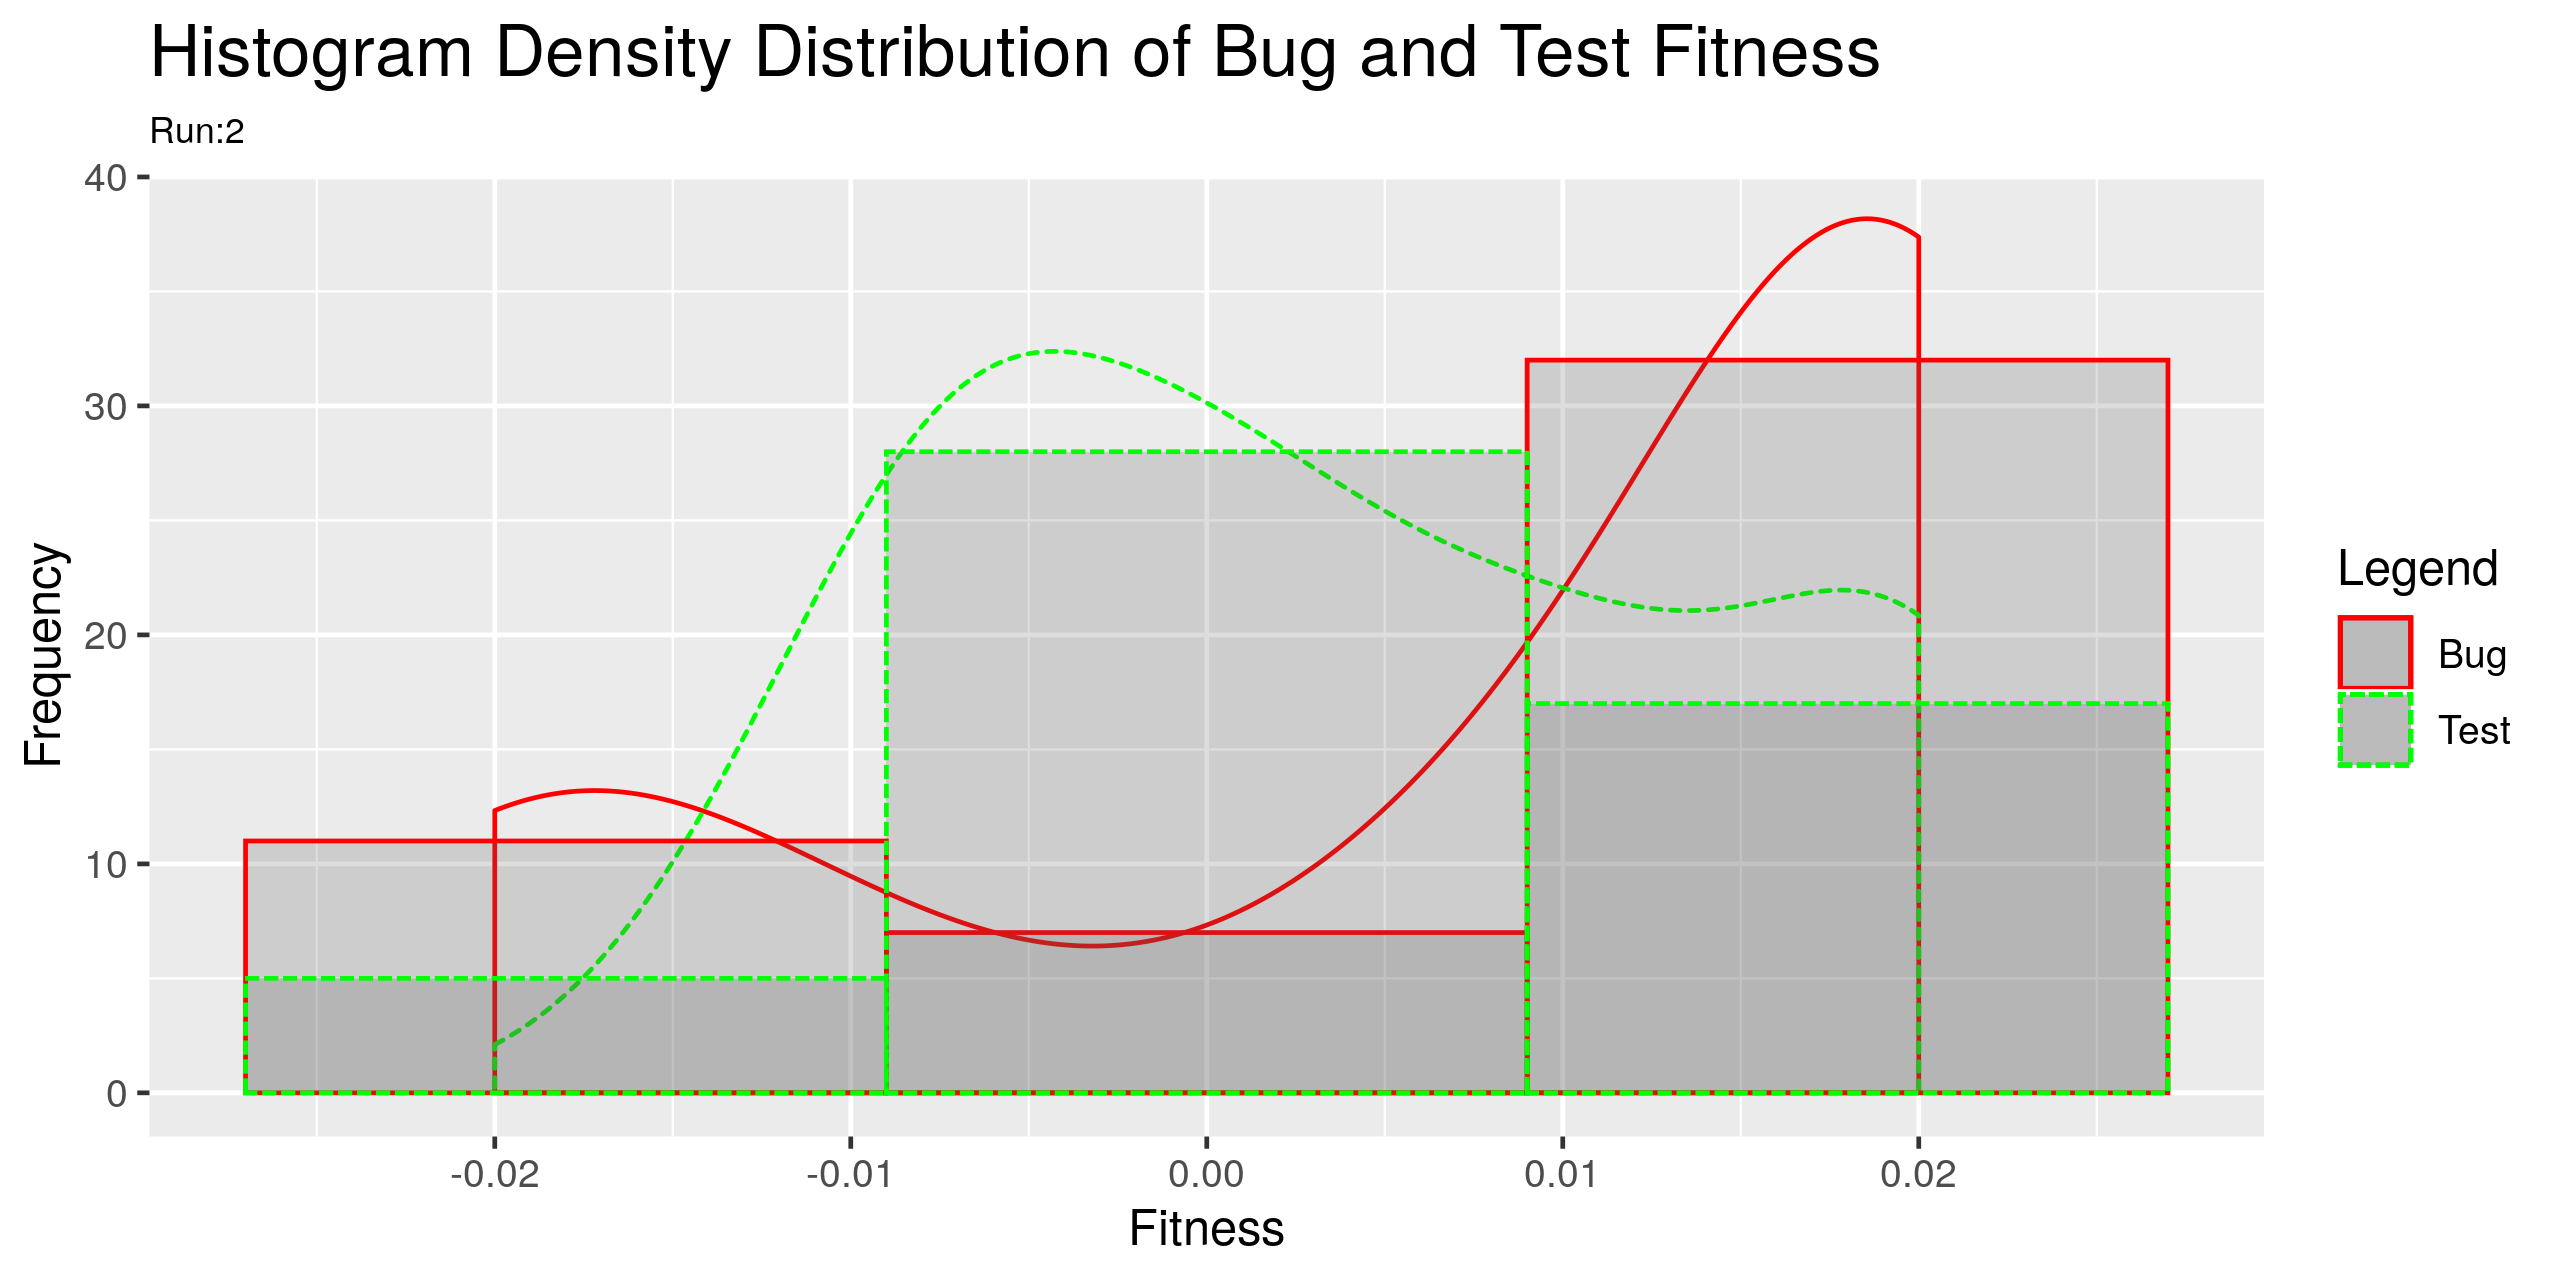 Histogram Density Distribution of Bug and Test Fitness
Run:2
40
30
20
10
0
Frequency
-0.02
-0.01
0.00
0.01
0.02
Fitness
Legend
Bug
Test